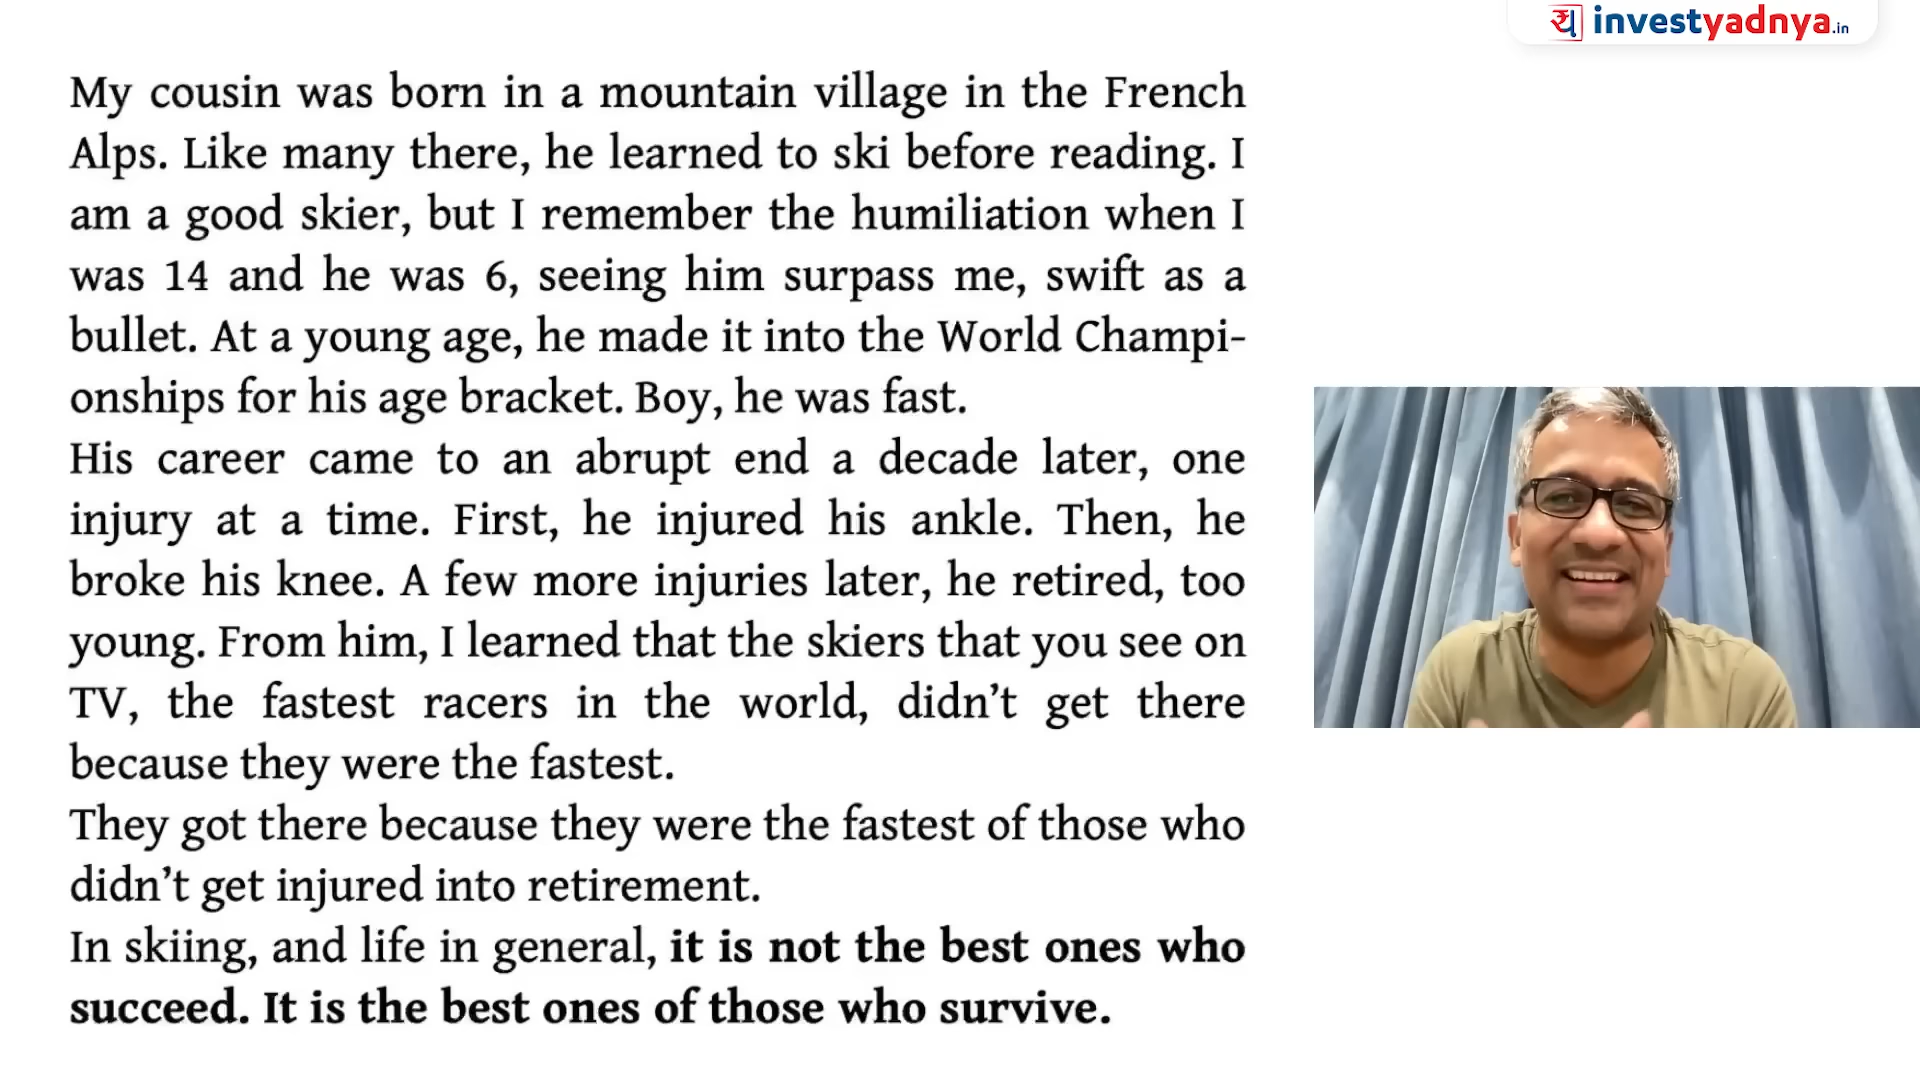 investyadnya.in
My cousin was born in a mountain village in the French
Alps. Like many there, he learned to ski before reading. I
am a good skier, but I remember the humiliation when I
was 14 and he was 6, seeing him surpass me, swift as a
bullet. At a young age, he made it into the World Champi-
onships for his age bracket. Boy, he was fast.
His career came to an abrupt end a decade later, one
injury at a time. First, he injured his ankle. Then, he
broke his knee. A few more injuries later, he retired, too
young. From him, I learned that the skiers that you see on
TV, the fastest racers in the world, didn’t get there
because they were the fastest.
They got there because they were the fastest of those who
didn’t get injured into retirement.
In skiing, and life in general, it is not the best ones who
succeed. It is the best ones of those who survive.